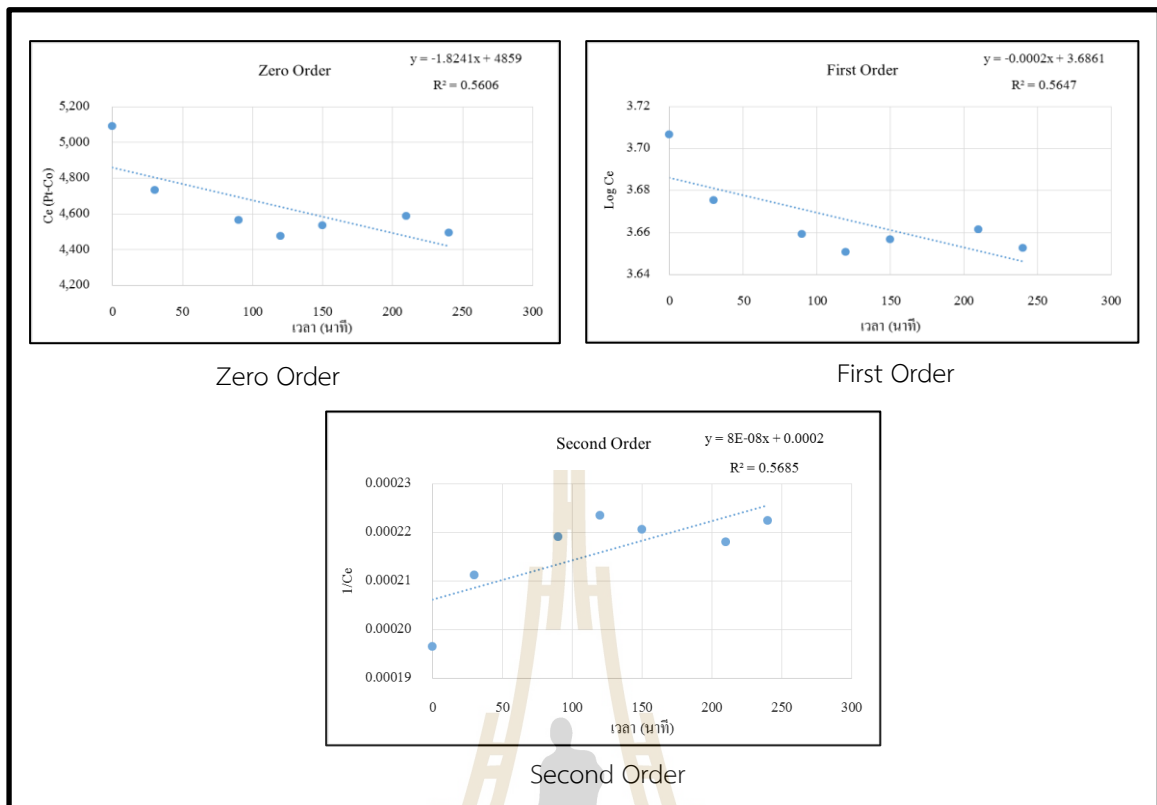 Zero Order
y = -1.8241x + 4859
R² = 0.5606
5,200
5,000
4,800
4,600
4,400
4,200
Ce (Pt-Co)
0 50 100 150 200 250 300
เวลา (นาที)
Zero Order
First Order
y = -0.0002x + 3.6861
R² = 0.5647
3.72
3.70
3.68
3.66
3.64
Log Ce
0 50 100 150 200 250 300
เวลา (นาที)
First Order
Second Order
y = 8E-08x + 0.0002
R² = 0.5685
0.00023
0.00022
0.00021
0.00020
0.00019
1/Ce
0 50 100 150 200 250 300
เวลา (นาที)
Second Order